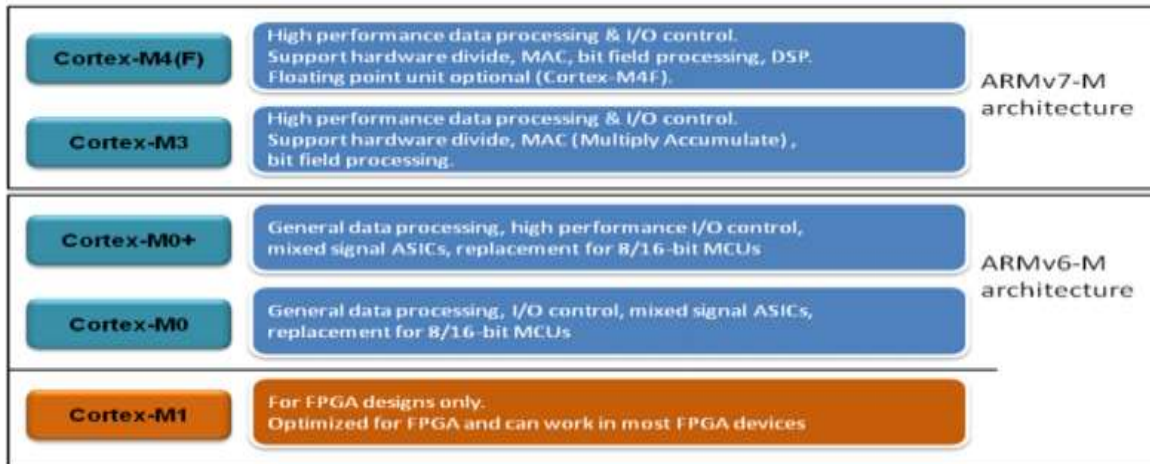 Cortex-M4(F)
High performance data processing & I/O control.
Support hardware divide, MAC, bit field processing, DSP.
Floating point unit optional (Cortex-M4F).
ARMv7-M
architecture
Cortex-M3
High performance data processing & I/O control.
Support hardware divide, MAC (Multiply Accumulate) ,
bit field processing.
Cortex-M0+
General data processing, high performance I/O control,
mixed signal ASICs, replacement for 8/16-bit MCUs
ARMv6-M
architecture
Cortex-M0
General data processing, I/O control, mixed signal ASICs,
replacement for 8/16-bit MCUs
Cortex-M1
For FPGA designs only.
Optimized for FPGA and can work in most FPGA devices